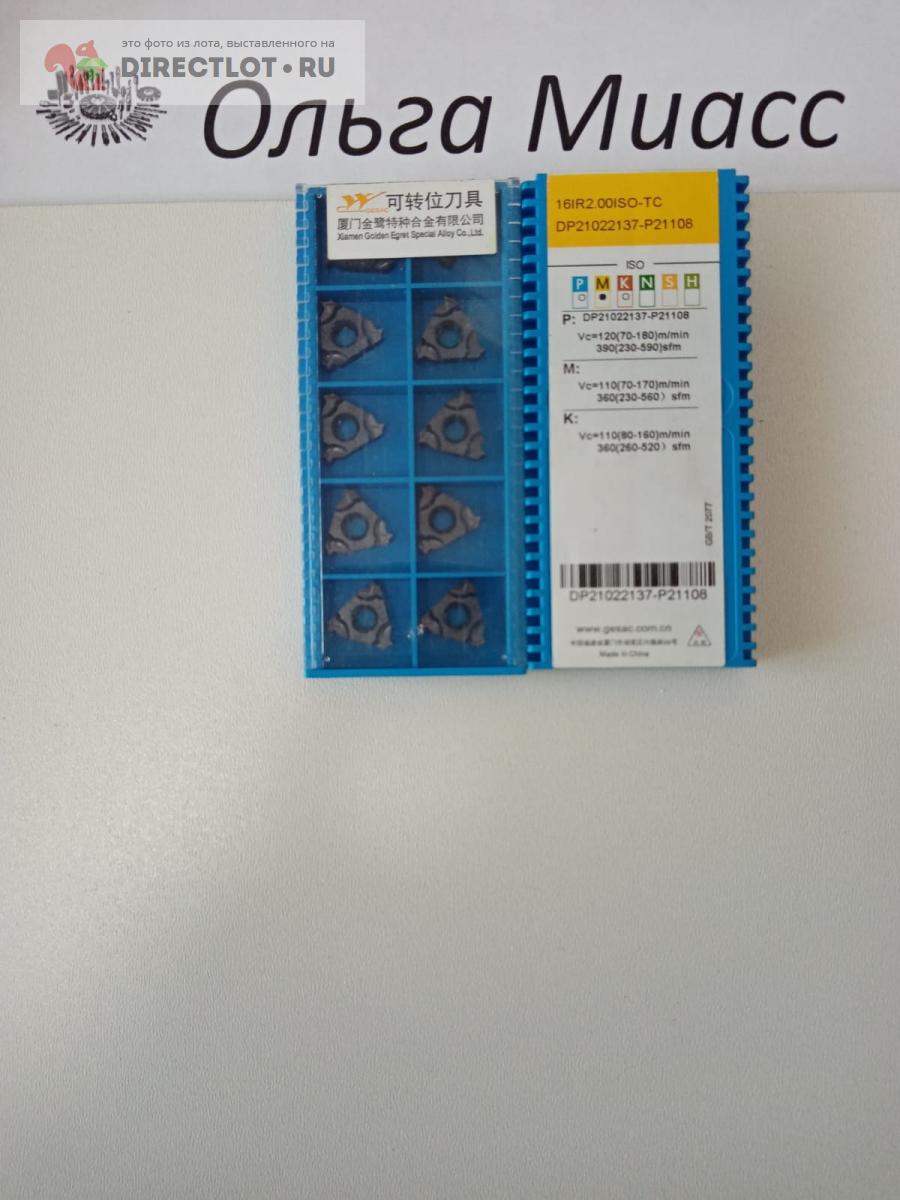 это фото из лота, выставленного на
DIRECTLOT•RU
Ольга Миасс
可转位刀具
GESAC
厦门金鹭特种合金有限公司
Xiamen Golden Egret Special Alloy Co.,Ltd.
16IR2.00ISO-TC
DP21022137-P21108
ISO
P M K N S H
P: DP21022137-P21108
Vc=120(70-180)m/min
390(230-590)sfm
M:
Vc=110(70-170)m/min
360(230-560) sfm
K:
Vc=110(80-160)m/min
360(260-520) sfm
GB/T 2077
DP21022137-P21108
www.gesac.com.cn
Made in China